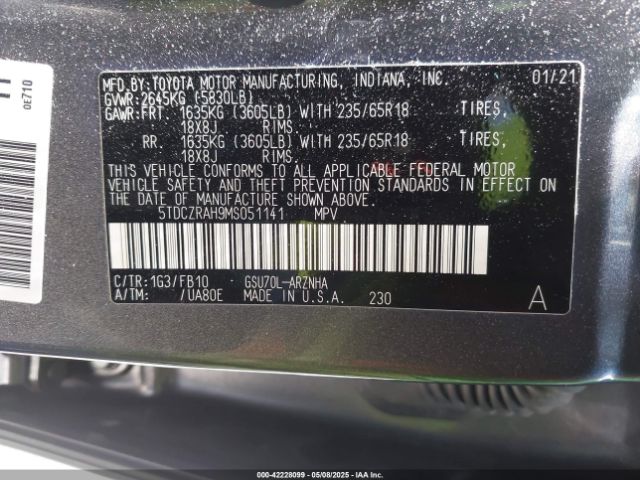 MFD.BY:TOYOTA MOTOR MANUFACTURING, INDIANA, INC. 01/21
GVWR:2645KG (5830LB)
GAWR:FRT. 1635KG (3605LB) WITH 235/65R18 TIRES,
18X8J RIMS.
RR. 1635KG (3605LB) WITH 235/65R18 TIRES,
18X8J RIMS.
THIS VEHICLE CONFORMS TO ALL APPLICABLE FEDERAL MOTOR
VEHICLE SAFETY AND THEFT PREVENTION STANDARDS IN EFFECT
ON THE DATE OF MANUFACTURE SHOWN ABOVE.
5TDCZRAH9MS051141 MPV
C/TR:1G3/FB10 GSU70L-ARZNHA
A/TM: /UA80E MADE IN U.S.A. 230 A
0E710
000-42228099 - 05/08/2025 - Copyright © IAA Holdings, LLC.